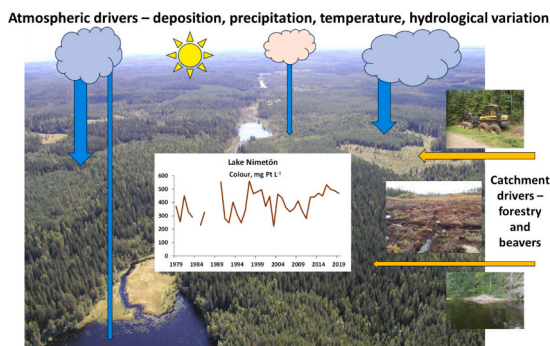 Atmospheric drivers – deposition, precipitation, temperature, hydrological variation
Lake Nimetön
Colour, mg Pt L⁻¹
600
500
400
300
200
100
0
1979
1984
1989
1994
1999
2004
2009
2014
2019
Catchment
drivers –
forestry
and
beavers